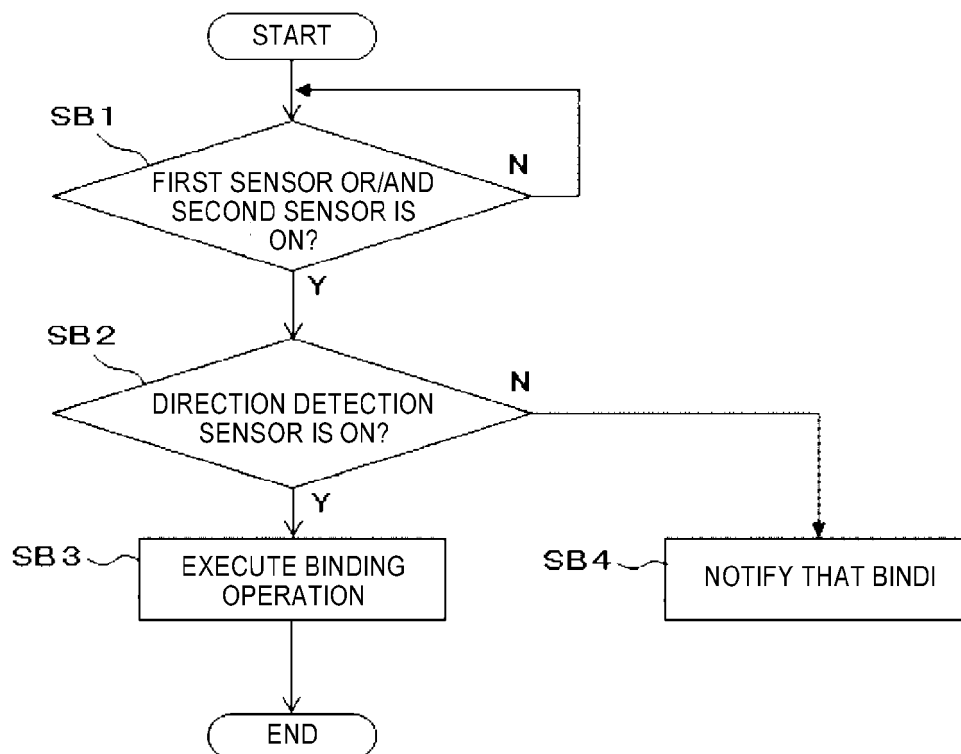 START
SB1
FIRST SENSOR OR/AND
SECOND SENSOR IS
ON?
N
Y
SB2
DIRECTION DETECTION
SENSOR IS ON?
N
Y
SB3
EXECUTE BINDING
OPERATION
SB4
NOTIFY THAT BINDI
END